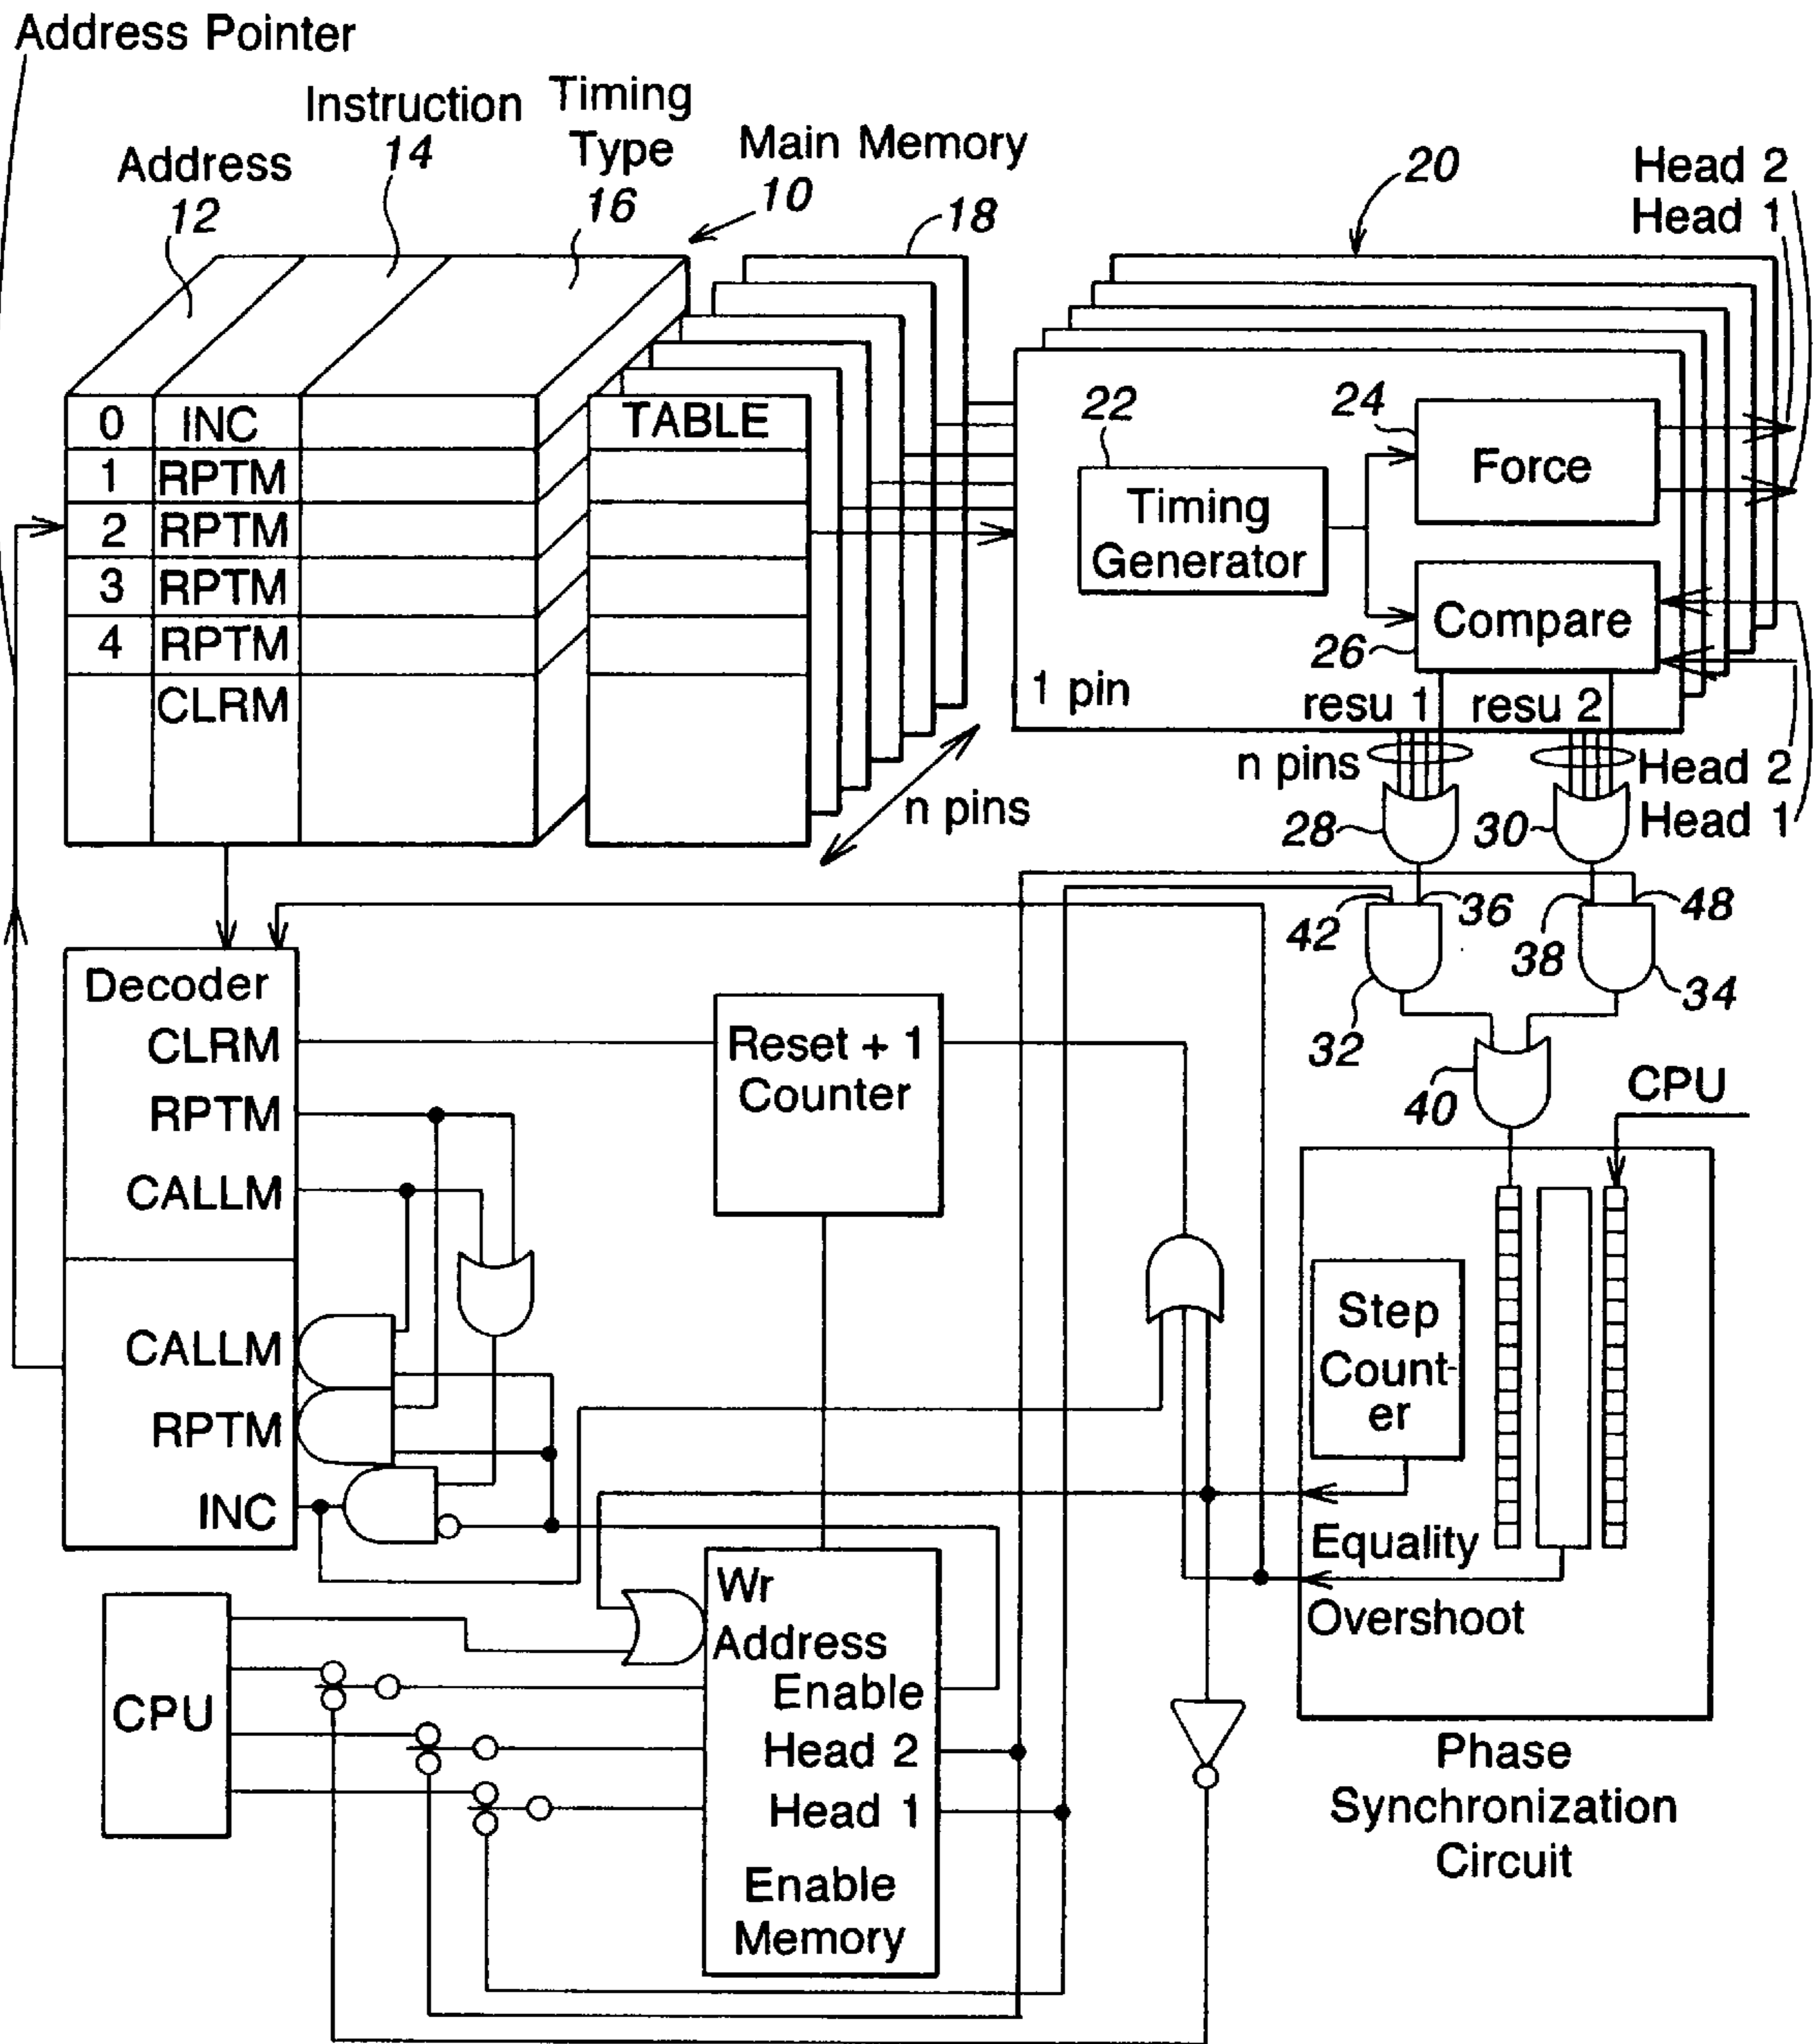 Address Pointer
Instruction
14
Timing
Type
16
Address
12
Main Memory
10
18
20
Head 2
Head 1
0 INC
1 RPTM
2 RPTM
3 RPTM
4 RPTM
CLRM
TABLE
n pins
22
Timing
Generator
24
Force
Compare
26
1 pin
resu 1
resu 2
n pins
Head 2
Head 1
28
30
42
36
38
48
32
34
40
CPU
Decoder
CLRM
RPTM
CALLM
CALLM
RPTM
INC
Reset + 1
Counter
Step
Count-
er
Equality
Overshoot
Phase
Synchronization
Circuit
CPU
Wr
Address
Enable
Head 2
Head 1
Enable
Memory